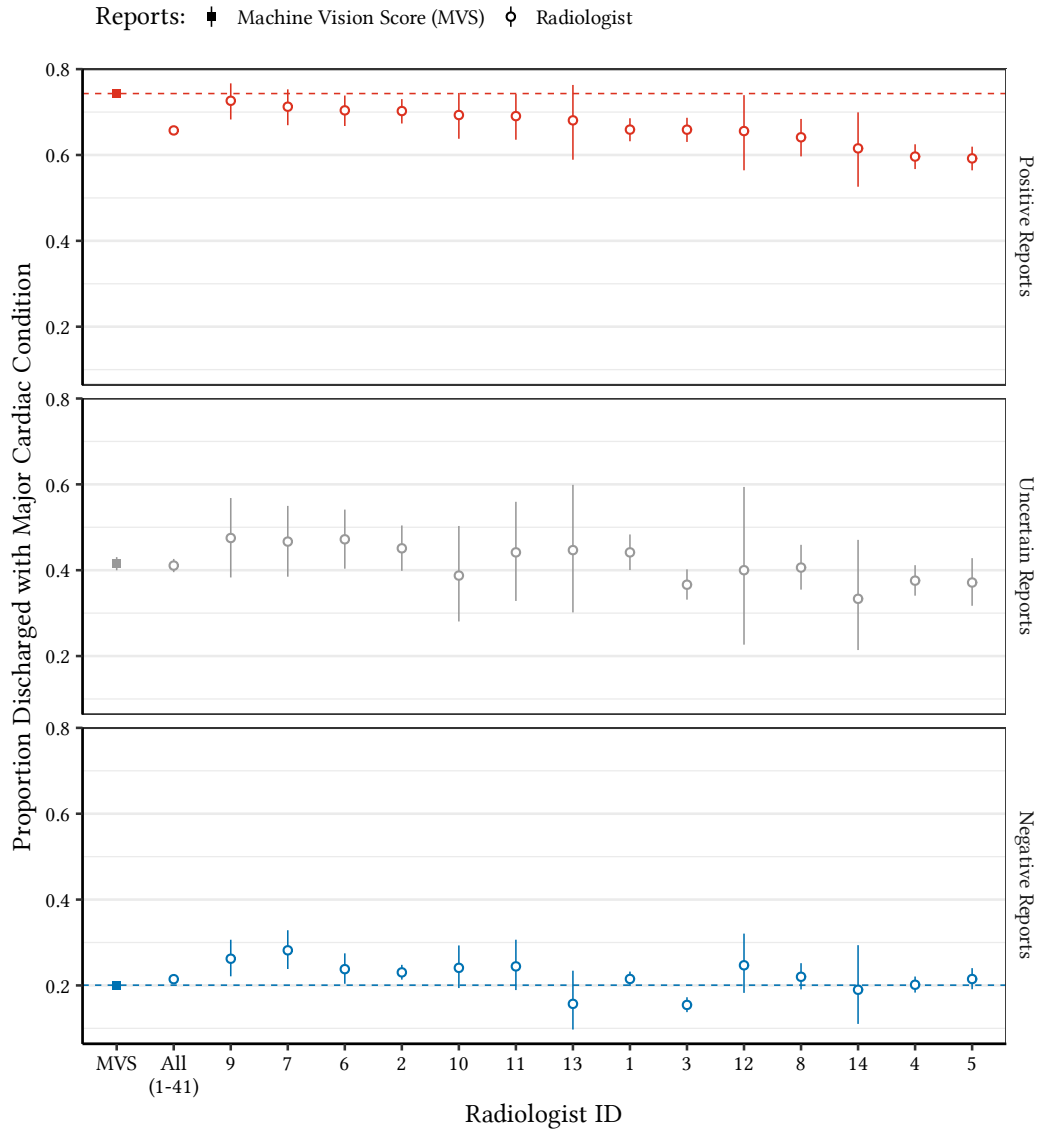 Reports: Machine Vision Score (MVS) Radiologist
Proportion Discharged with Major Cardiac Condition
0.8
0.6
0.4
0.2
Positive Reports
0.8
0.6
0.4
0.2
Uncertain Reports
0.8
0.6
0.4
0.2
Negative Reports
MVS All 9 7 6 2 10 11 13 1 3 12 8 14 4 5
(1-41)
Radiologist ID